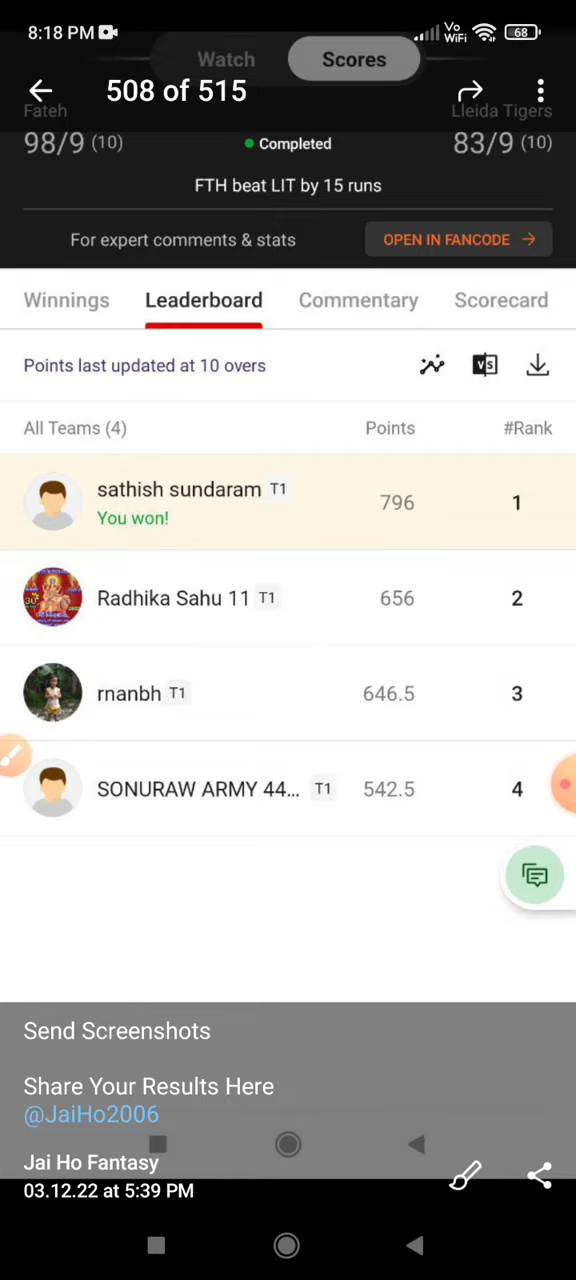 8:18 PM
Vo WiFi
68
Watch
Scores
508 of 515
Fateh
Lleida Tigers
98/9 (10)
Completed
83/9 (10)
FTH beat LIT by 15 runs
For expert comments & stats
OPEN IN FANCODE
Winnings
Leaderboard
Commentary
Scorecard
Points last updated at 10 overs
VS
All Teams (4)
Points
#Rank
sathish sundaram T1
You won!
796
1
Radhika Sahu 11 T1
656
2
rnanbh T1
646.5
3
SONURAW ARMY 44... T1
542.5
4
Send Screenshots
Share Your Results Here
@JaiHo2006
Jai Ho Fantasy
03.12.22 at 5:39 PM